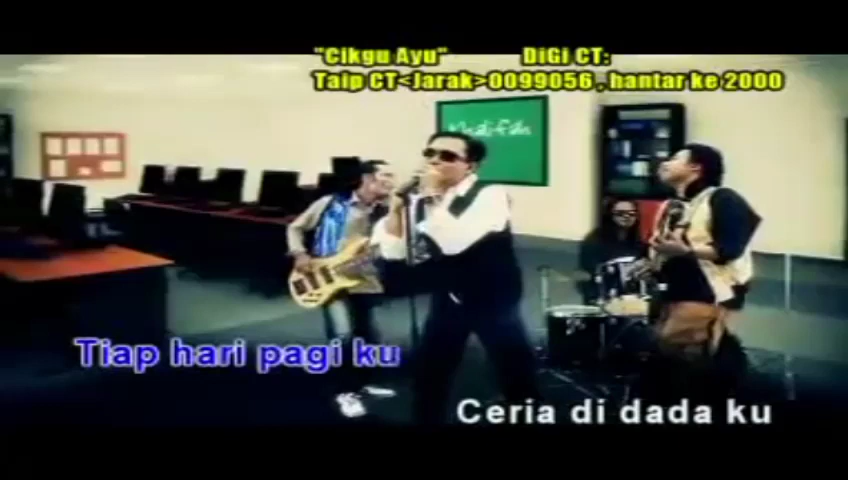 "Cikgu Ayu" DiGi CT:
Taip CT<Jarak>0099056 , hantar ke 2000
Khalifah
Tiap hari pagi ku
Ceria di dada ku